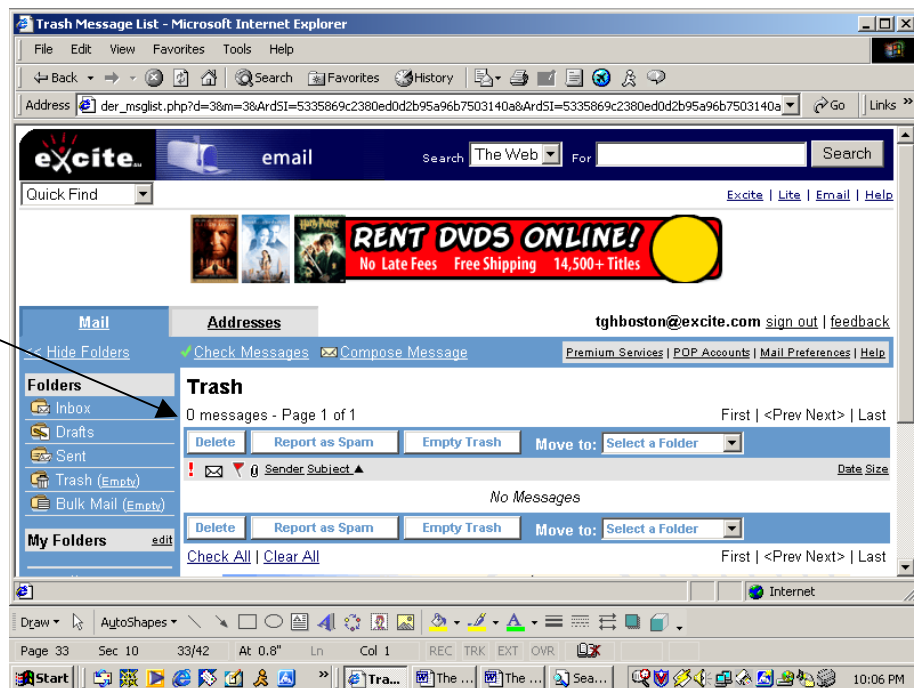 Trash Message List - Microsoft Internet Explorer
File Edit View Favorites Tools Help
Back Search Favorites History
Address der_msglist.php?d=3&m=3&ArdSI=5335869c2380ed0d2b95a96b7503140a&ArdSI=5335869c2380ed0d2b95a96b7503140a Go Links »
excite email Search The Web For Search
Quick Find Excite | Lite | Email | Help
RENT DVDS ONLINE!
No Late Fees Free Shipping 14,500+ Titles
Mail Addresses tghboston@excite.com sign out | feedback
<< Hide Folders Check Messages Compose Message Premium Services | POP Accounts | Mail Preferences | Help
Folders Trash
Inbox 0 messages - Page 1 of 1 First | <Prev Next> | Last
Drafts Delete Report as Spam Empty Trash Move to: Select a Folder
Sent
! Sender Subject Date Size
Trash (Empty)
No Messages
Bulk Mail (Empty)
Delete Report as Spam Empty Trash Move to: Select a Folder
My Folders edit
Check All | Clear All First | <Prev Next> | Last
Internet
Draw AutoShapes
Page 33 Sec 10 33/42 At 0.8" Ln Col 1 REC TRK EXT OVR
Start » Tra... The ... The ... Sea... 10:06 PM